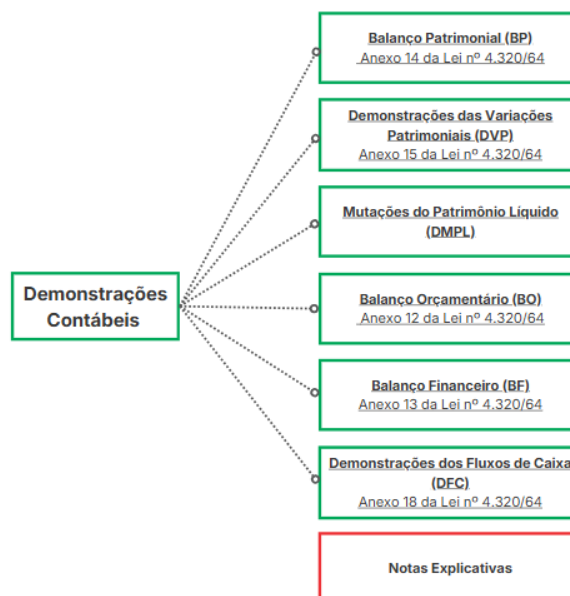 Balanço Patrimonial (BP)
Anexo 14 da Lei nº 4.320/64
Demonstrações das Variações
Patrimoniais (DVP)
Anexo 15 da Lei nº 4.320/64
Mutações do Patrimônio Líquido
(DMPL)
Demonstrações
Contábeis
Balanço Orçamentário (BO)
Anexo 12 da Lei nº 4.320/64
Balanço Financeiro (BF)
Anexo 13 da Lei nº 4.320/64
Demonstrações dos Fluxos de Caixa
(DFC)
Anexo 18 da Lei nº 4.320/64
Notas Explicativas